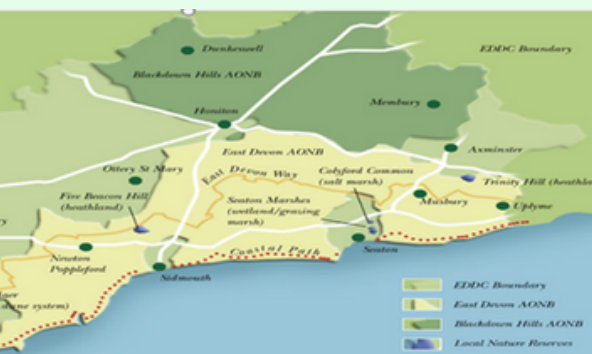 Dunkeswell
EDDC Boundary
Blackdown Hills AONB
Membury
Honiton
Axminster
East Devon AONB
Ottery St Mary
East Devon Way
Colyford Common
(salt marsh)
Trinity Hill (heathla
Fire Beacon Hill
(heathland)
Seaton Marshes
(wetland/grazing
marsh)
Musbury
Uplyme
Coastal Path
Seaton
Newton
Poppleford
Sidmouth
dune system)
EDDC Boundary
East Devon AONB
Blackdown Hills AONB
Local Nature Reserves